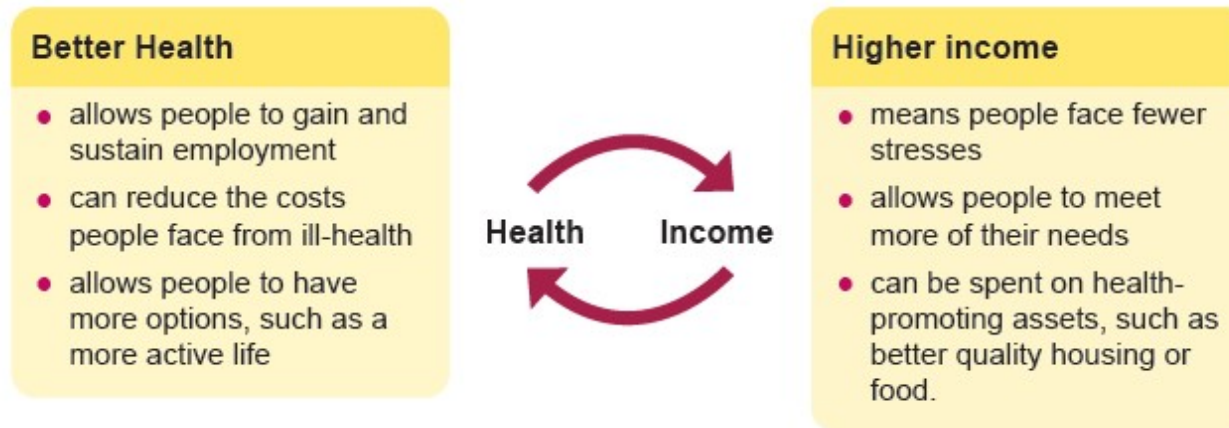 Better Health
• allows people to gain and
sustain employment
• can reduce the costs
people face from ill-health
• allows people to have
more options, such as a
more active life
Health
Income
Higher income
• means people face fewer
stresses
• allows people to meet
more of their needs
• can be spent on health-
promoting assets, such as
better quality housing or
food.